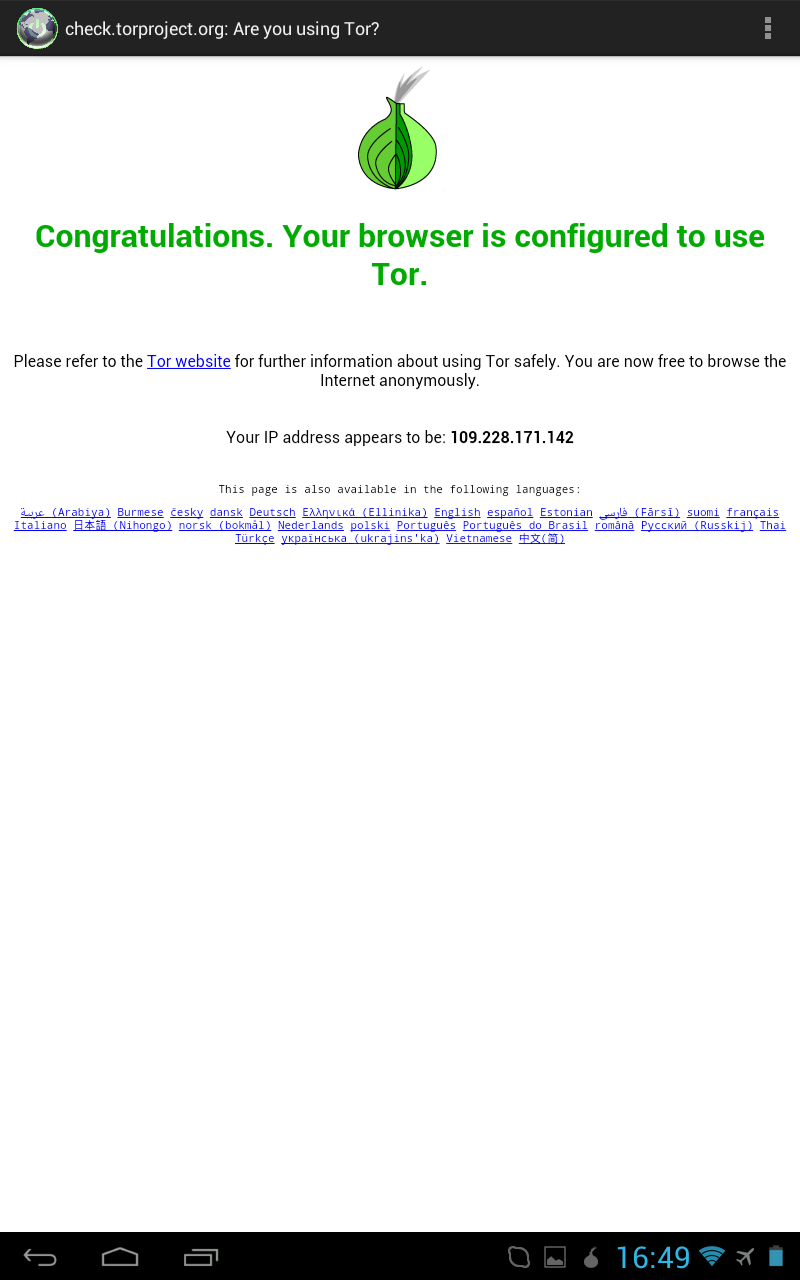 check.torproject.org: Are you using Tor?
Congratulations. Your browser is configured to use
Tor.
Please refer to the Tor website for further information about using Tor safely. You are now free to browse the
Internet anonymously.
Your IP address appears to be: 109.228.171.142
This page is also available in the following languages:
عربية (Arabiya) Burmese česky dansk Deutsch Ελληνικά (Ellinika) English español Estonian فارسی (Fārsī) suomi français
Italiano 日本語 (Nihongo) norsk (bokmål) Nederlands polski Português Português do Brasil română Русский (Russkij) Thai
Türkçe українська (ukrajins'ka) Vietnamese 中文(简)
16:49